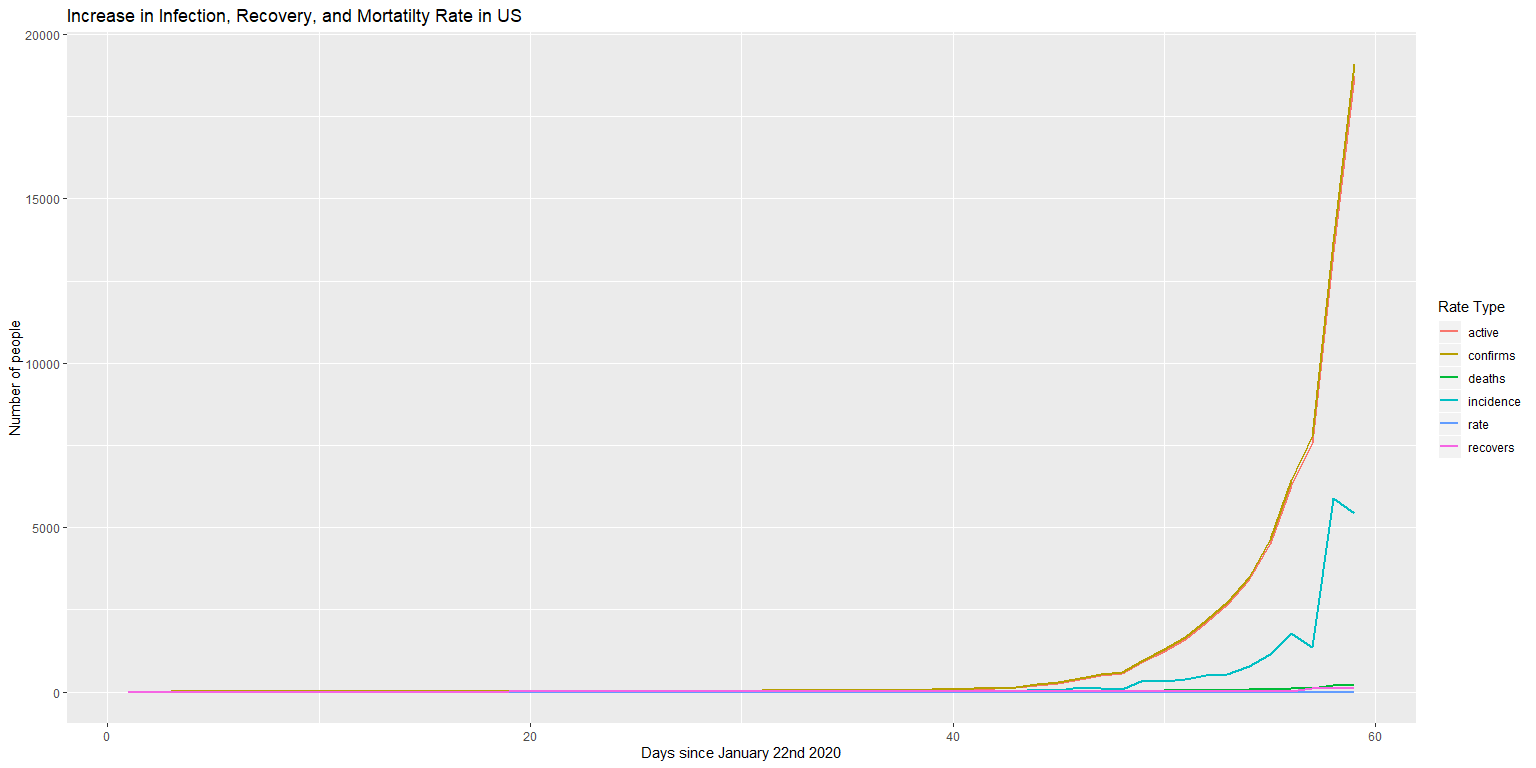 Increase in Infection, Recovery, and Mortatilty Rate in US
20000
15000
10000
5000
0
Number of people
0 20 40 60
Days since January 22nd 2020
Rate Type
active
confirms
deaths
incidence
rate
recovers